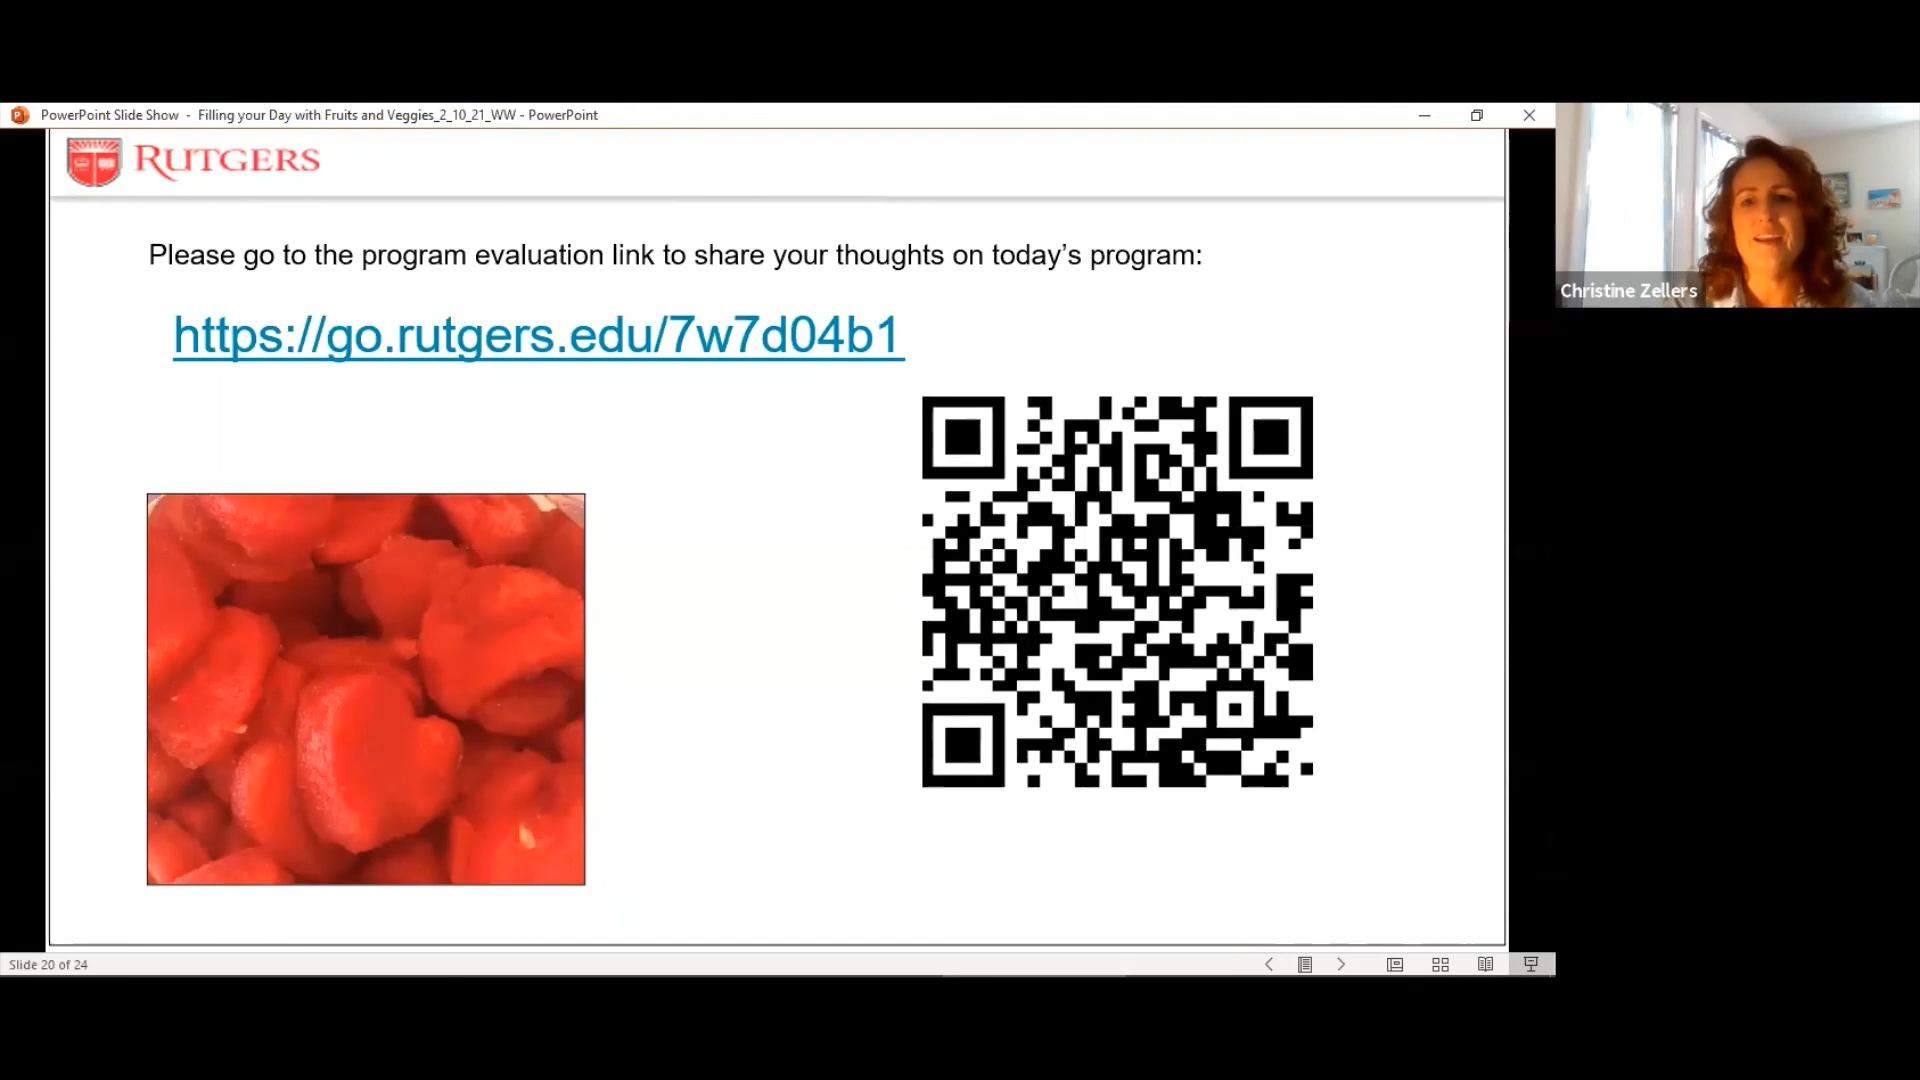 PowerPoint Slide Show - Filling your Day with Fruits and Veggies_2_10_21_WW - PowerPoint
RUTGERS
Please go to the program evaluation link to share your thoughts on today’s program:
https://go.rutgers.edu/7w7d04b1
Christine Zellers
Slide 20 of 24